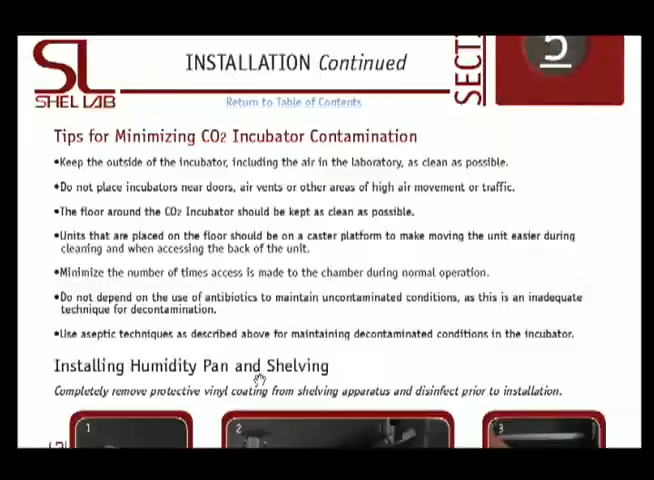 SL
SHEL LAB
INSTALLATION Continued
SECT
5
Return to Table of Contents
Tips for Minimizing CO2 Incubator Contamination
•Keep the outside of the incubator, including the air in the laboratory, as clean as possible.
•Do not place incubators near doors, air vents or other areas of high air movement or traffic.
•The floor around the CO2 Incubator should be kept as clean as possible.
•Units that are placed on the floor should be on a caster platform to make moving the unit easier during
cleaning and when accessing the back of the unit.
•Minimize the number of times access is made to the chamber during normal operation.
•Do not depend on the use of antibiotics to maintain uncontaminated conditions, as this is an inadequate
technique for decontamination.
•Use aseptic techniques as described above for maintaining decontaminated conditions in the incubator.
Installing Humidity Pan and Shelving
Completely remove protective vinyl coating from shelving apparatus and disinfect prior to installation.
1
2
3